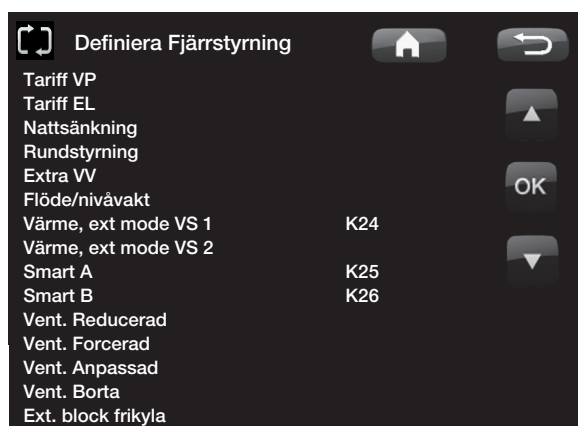 Definiera Fjärrstyrning
Tariff VP
Tariff EL
Nattsänkning
Rundstyrning
Extra VV
Flöde/nivåvakt
Värme, ext mode VS 1 K24
Värme, ext mode VS 2
Smart A K25
Smart B K26
Vent. Reducerad
Vent. Forcerad
Vent. Anpassad
Vent. Borta
Ext. block frikyla
OK